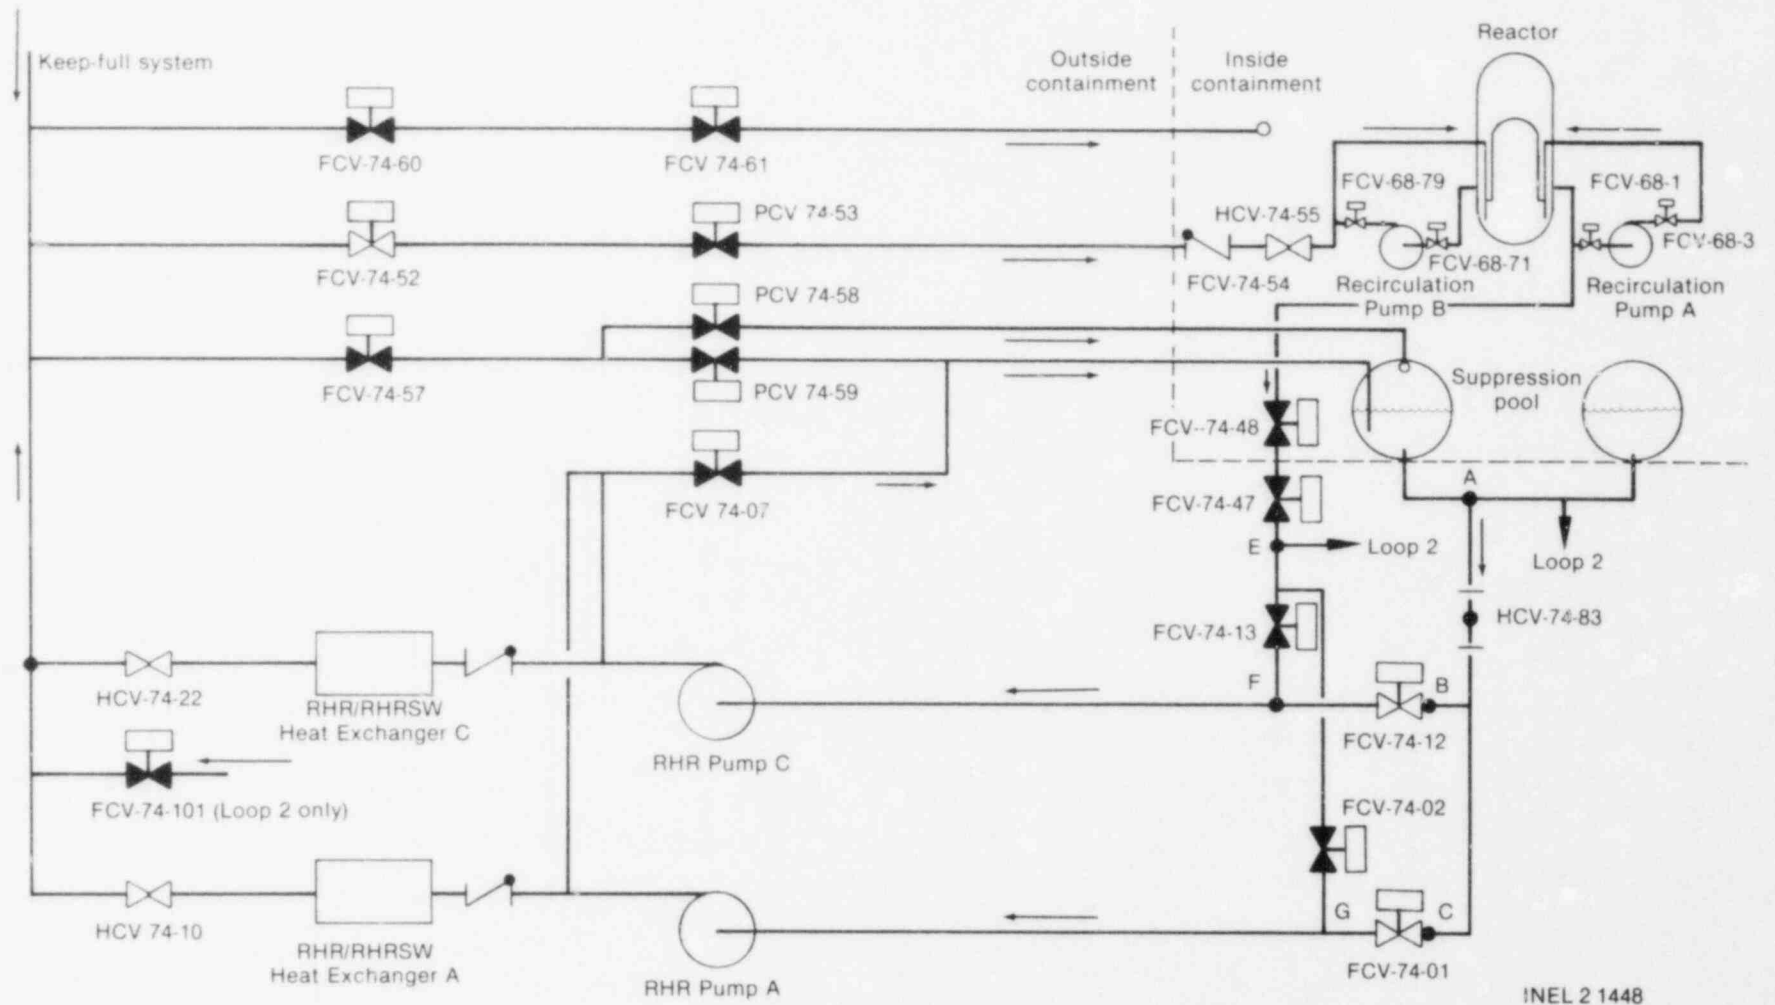 Reactor
Keep-full system
Outside
containment
Inside
containment
FCV-74-60
FCV 74-61
FCV-68-79
FCV-68-1
PCV 74-53
HCV-74-55
FCV-74-52
FCV-74-54
FCV-68-71
FCV-68-3
Recirculation
Pump B
Recirculation
Pump A
PCV 74-58
FCV-74-57
PCV 74-59
Suppression
pool
FCV--74-48
A
FCV-74-47
FCV 74-07
E
Loop 2
Loop 2
HCV-74-83
FCV-74-13
HCV-74-22
RHR/RHRSW
Heat Exchanger C
F
B
FCV-74-12
RHR Pump C
FCV-74-101 (Loop 2 only)
FCV-74-02
G
C
HCV 74-10
RHR/RHRSW
Heat Exchanger A
FCV-74-01
RHR Pump A
INEL 2 1448